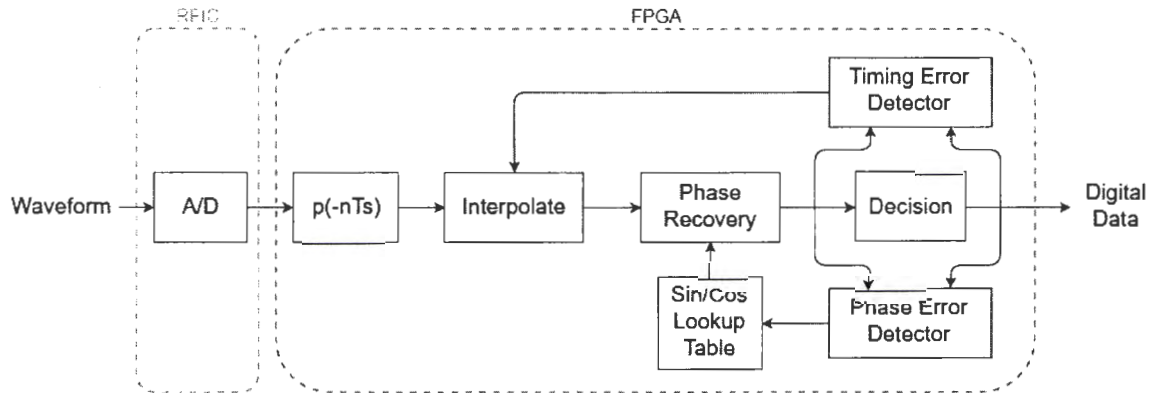 RFIC
FPGA
Timing Error
Detector
Waveform
A/D
p(-nTs)
Interpolate
Phase
Recovery
Decision
Digital
Data
Sin/Cos
Lookup
Table
Phase Error
Detector